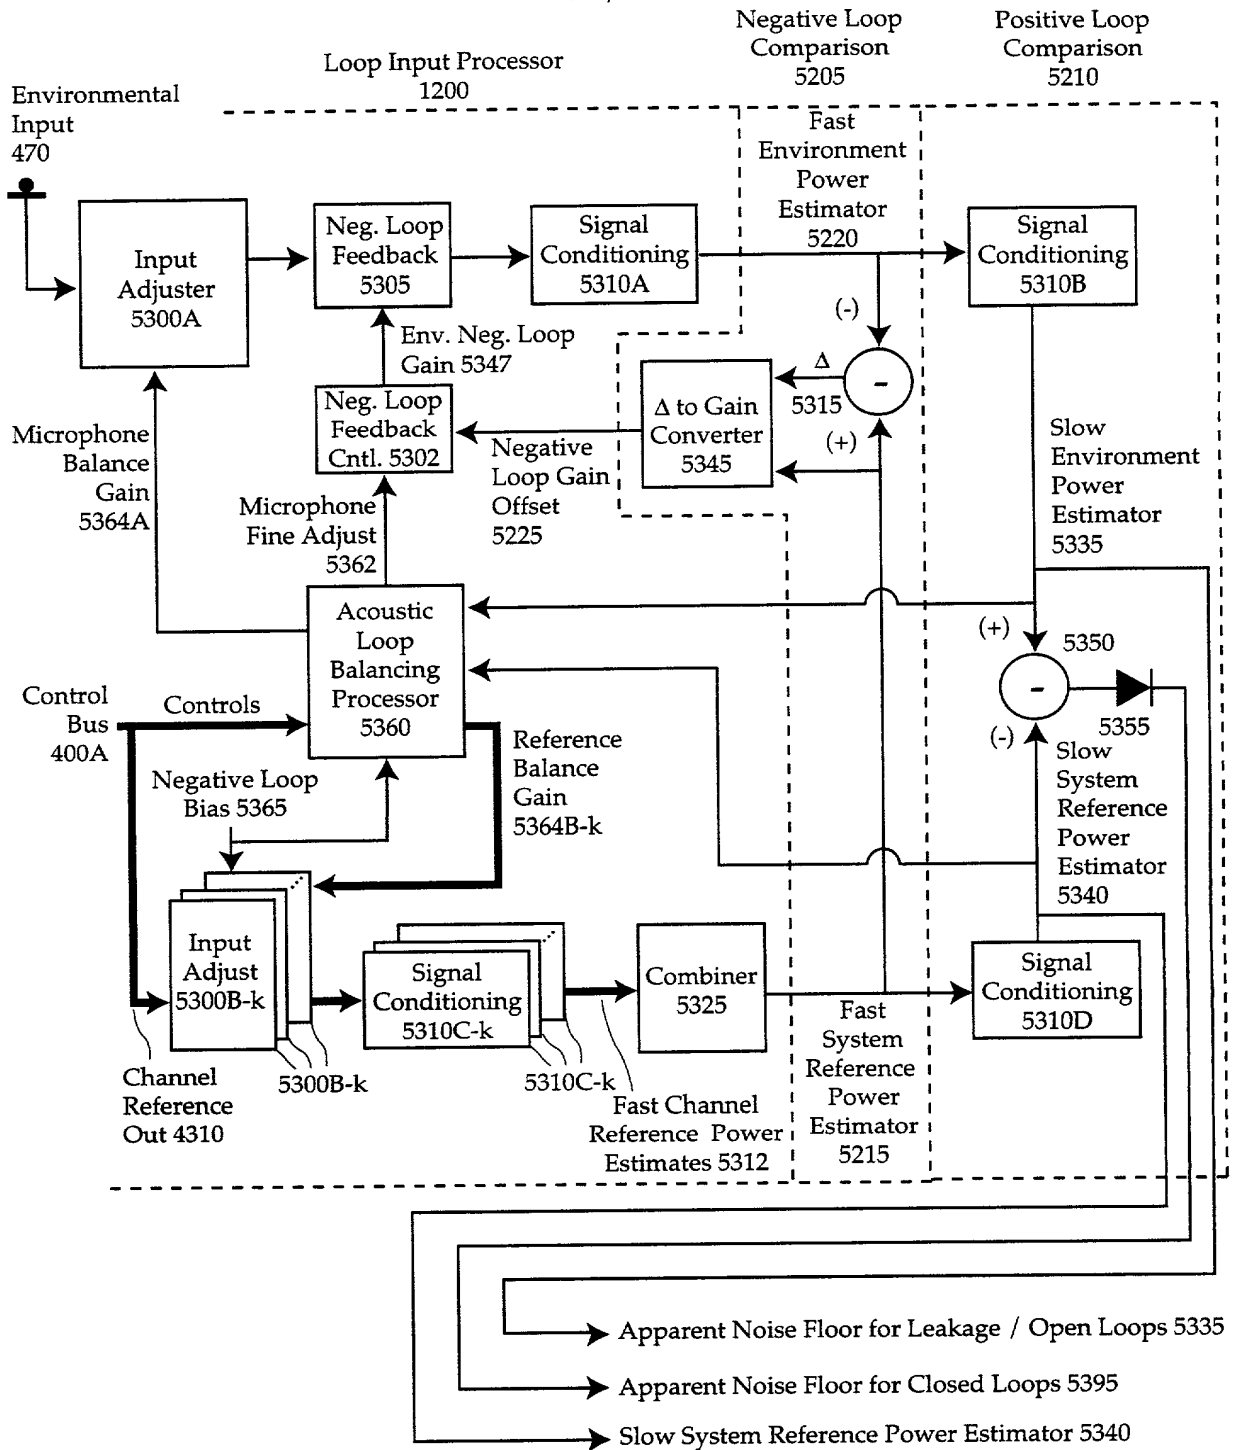 Negative Loop
Comparison
5205
Positive Loop
Comparison
5210
Loop Input Processor
1200
Environmental
Input
470
Fast
Environment
Power
Estimator
5220
Input
Adjuster
5300A
Neg. Loop
Feedback
5305
Signal
Conditioning
5310A
Signal
Conditioning
5310B
(-)
Env. Neg. Loop
Gain 5347
Δ
5315
-
(+)
Neg. Loop
Feedback
Cntl. 5302
Δ to Gain
Converter
5345
Microphone
Balance
Gain
5364A
Negative
Loop Gain
Offset
5225
Microphone
Fine Adjust
5362
Slow
Environment
Power
Estimator
5335
Acoustic
Loop
Balancing
Processor
5360
(+)
5350
-
5355
(-)
Control
Bus
400A
Controls
Reference
Balance
Gain
5364B-k
Negative Loop
Bias 5365
Slow
System
Reference
Power
Estimator
5340
Input
Adjust
5300B-k
Signal
Conditioning
5310C-k
Combiner
5325
Signal
Conditioning
5310D
Channel
Reference
Out 4310
5300B-k
5310C-k
Fast Channel
Reference Power
Estimates 5312
Fast
System
Reference
Power
Estimator
5215
Apparent Noise Floor for Leakage / Open Loops 5335
Apparent Noise Floor for Closed Loops 5395
Slow System Reference Power Estimator 5340